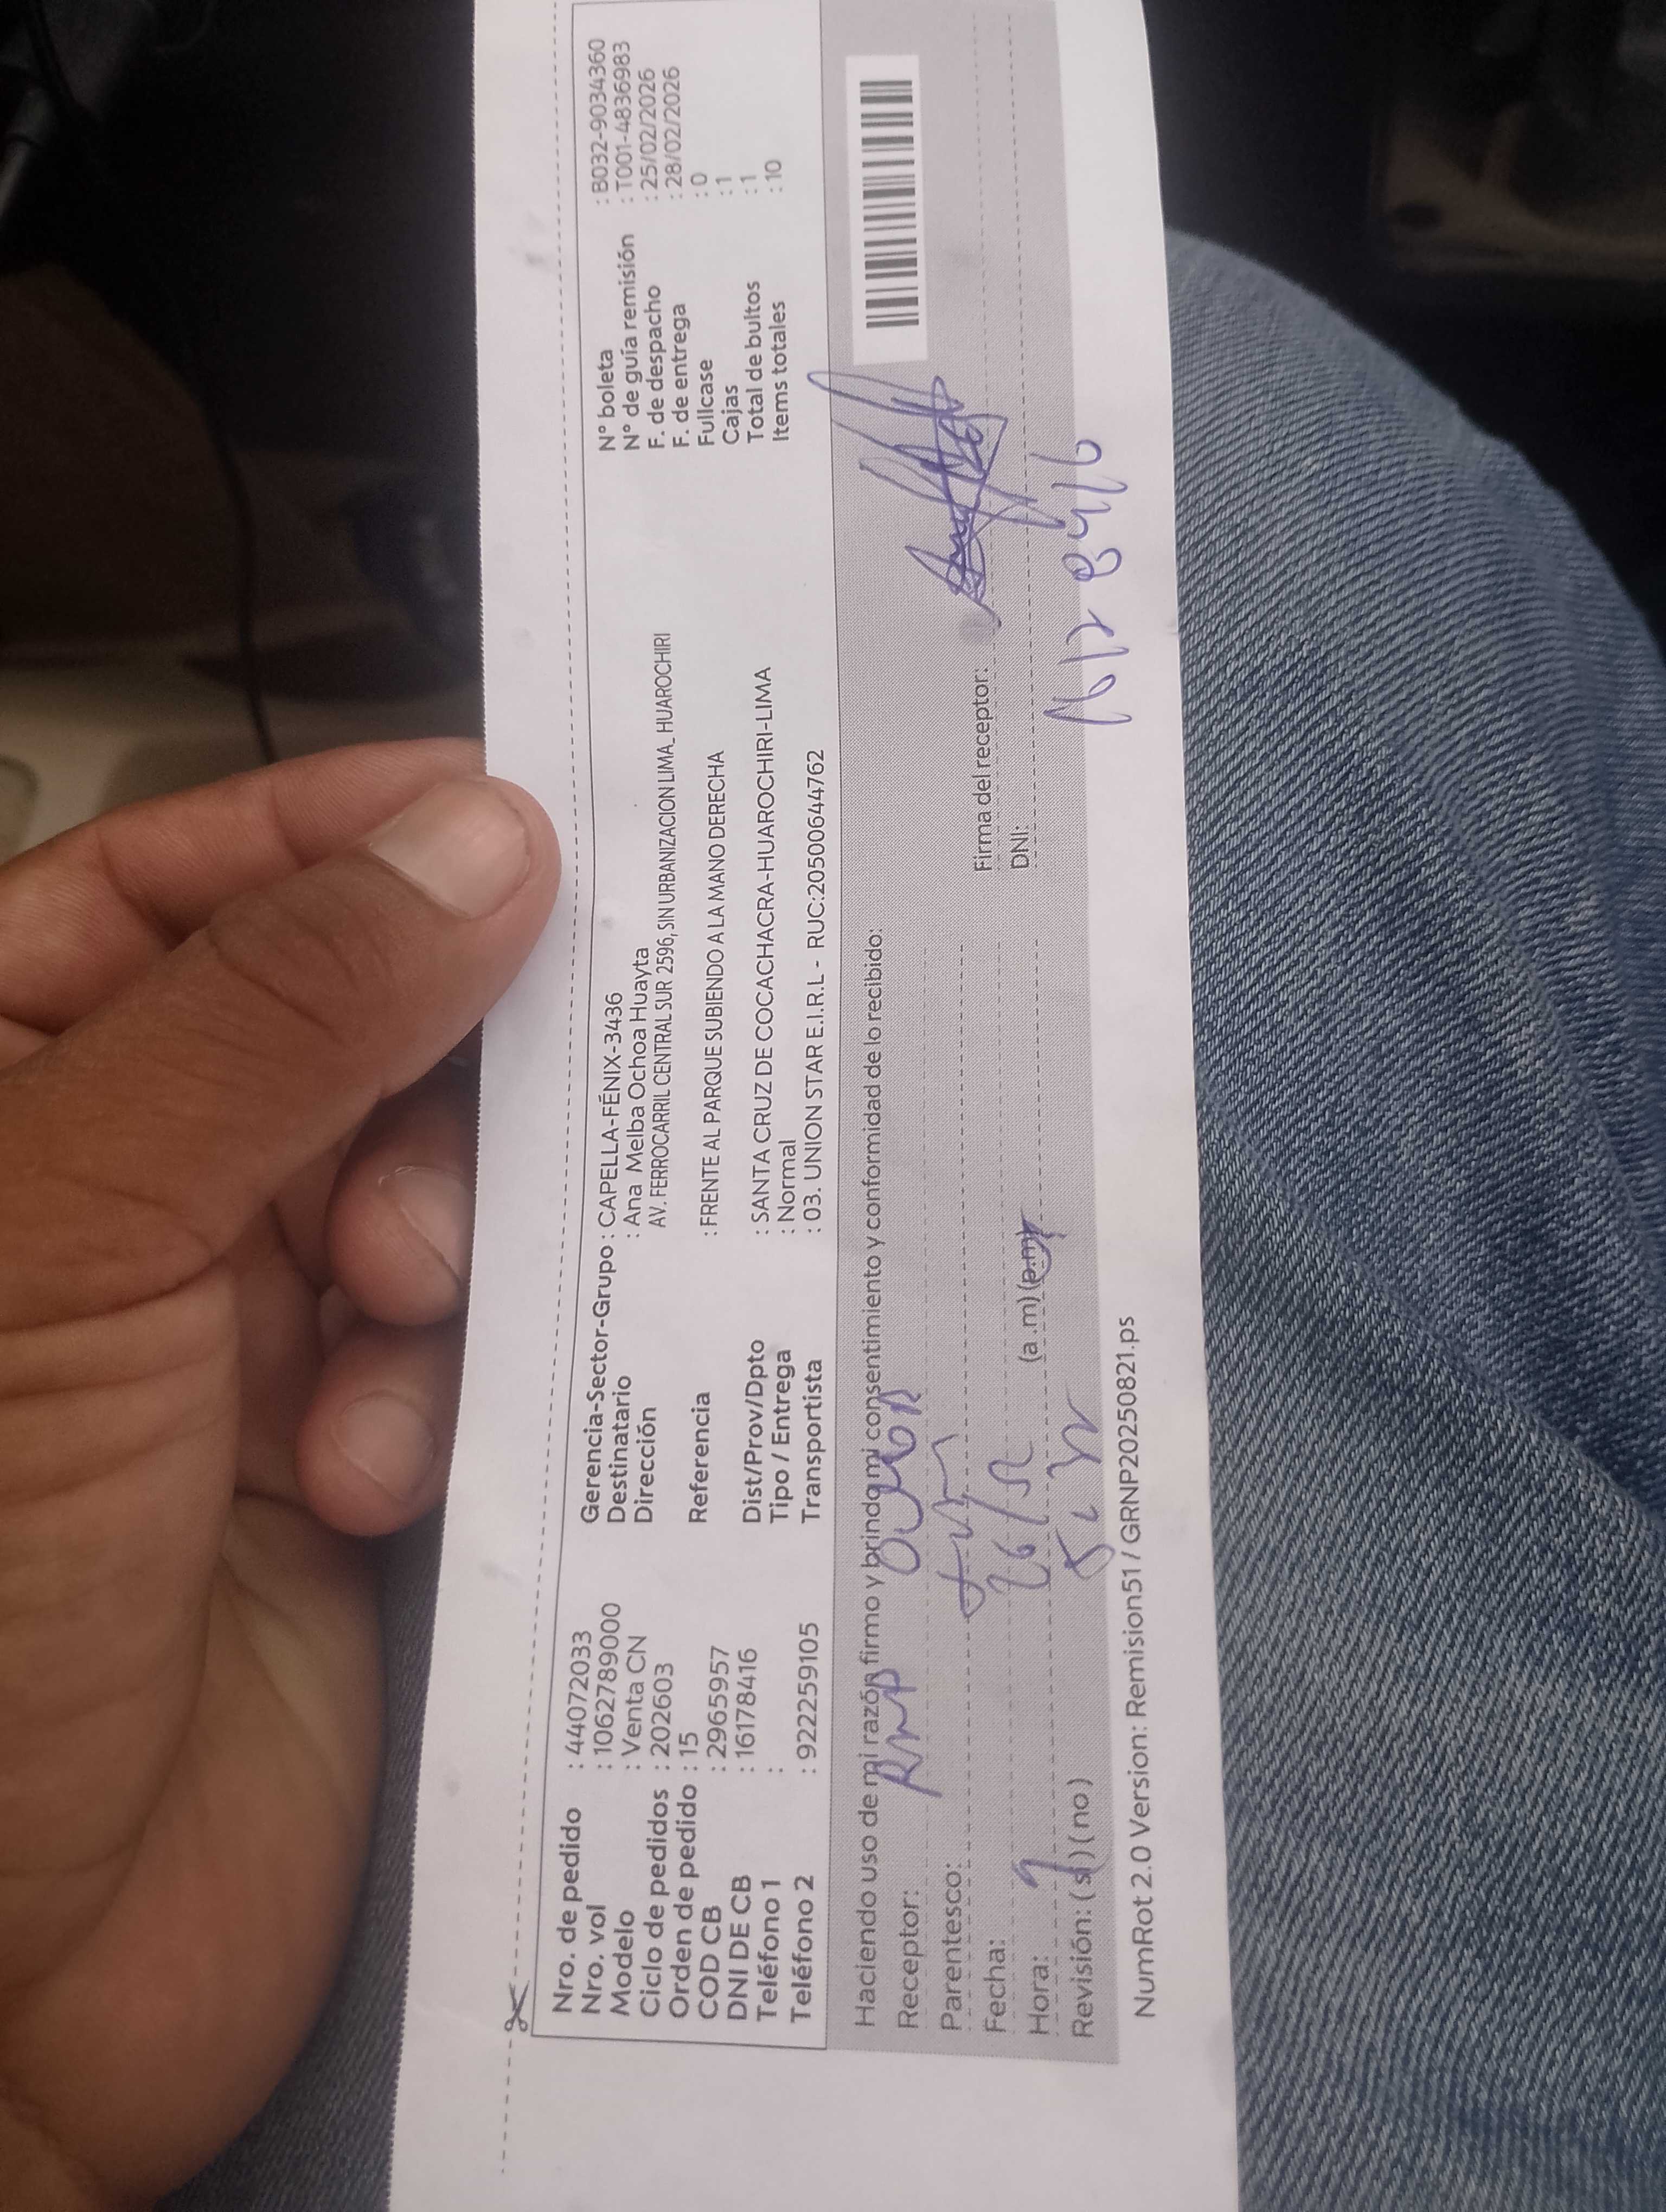 Nro. de pedido : 44072033
Nro. vol : 1062789000
Modelo : Venta CN
Ciclo de pedidos : 202603
Orden de pedido : 15
COD CB : 2965957
DNI DE CB : 16178416
Teléfono 1 :
Teléfono 2 : 922259105
Gerencia-Sector-Grupo : CAPELLA-FÉNIX-3436
Destinatario : Ana Melba Ochoa Huayta
Dirección AV. FERROCARRIL CENTRAL SUR 2596, SIN URBANIZACION LIMA_ HUAROCHIRI
Referencia : FRENTE AL PARQUE SUBIENDO A LA MANO DERECHA
Dist/Prov/Dpto : SANTA CRUZ DE COCACHACRA-HUAROCHIRI-LIMA
Tipo / Entrega : Normal
Transportista : 03. UNION STAR E.I.R.L - RUC:20500644762
N° boleta : B032-9034360
N° de guía remisión : T001-4836983
F. de despacho : 25/02/2026
F. de entrega : 28/02/2026
Fullcase : 0
Cajas : 1
Total de bultos : 1
Items totales : 10
Haciendo uso de mi razón firmo y brindo mi consentimiento y conformidad de lo recibido:
Receptor:
Parentesco:
Fecha: 26/
Hora: (a.m) (p.m)
Revisión: (si) (no)
Firma del receptor:
DNI: 16178416
NumRot 2.0 Version: Remision51 / GRNP20250821.ps